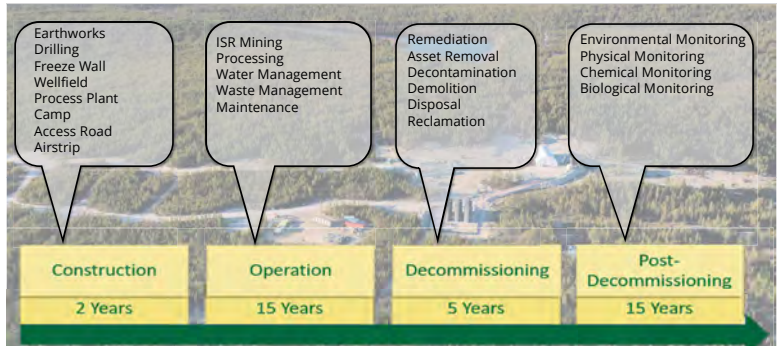 Earthworks
Drilling
Freeze Wall
Wellfield
Process Plant
Camp
Access Road
Airstrip
ISR Mining
Processing
Water Management
Waste Management
Maintenance
Remediation
Asset Removal
Decontamination
Demolition
Disposal
Reclamation
Environmental Monitoring
Physical Monitoring
Chemical Monitoring
Biological Monitoring
Construction
2 Years
Operation
15 Years
Decommissioning
5 Years
Post-
Decommissioning
15 Years